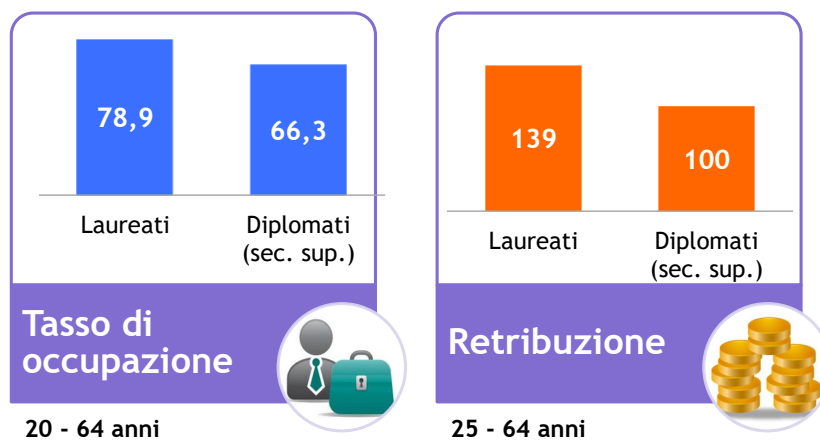 78,9
66,3
Laureati
Diplomati
(sec. sup.)
Tasso di
occupazione
20 - 64 anni
139
100
Laureati
Diplomati
(sec. sup.)
Retribuzione
25 - 64 anni